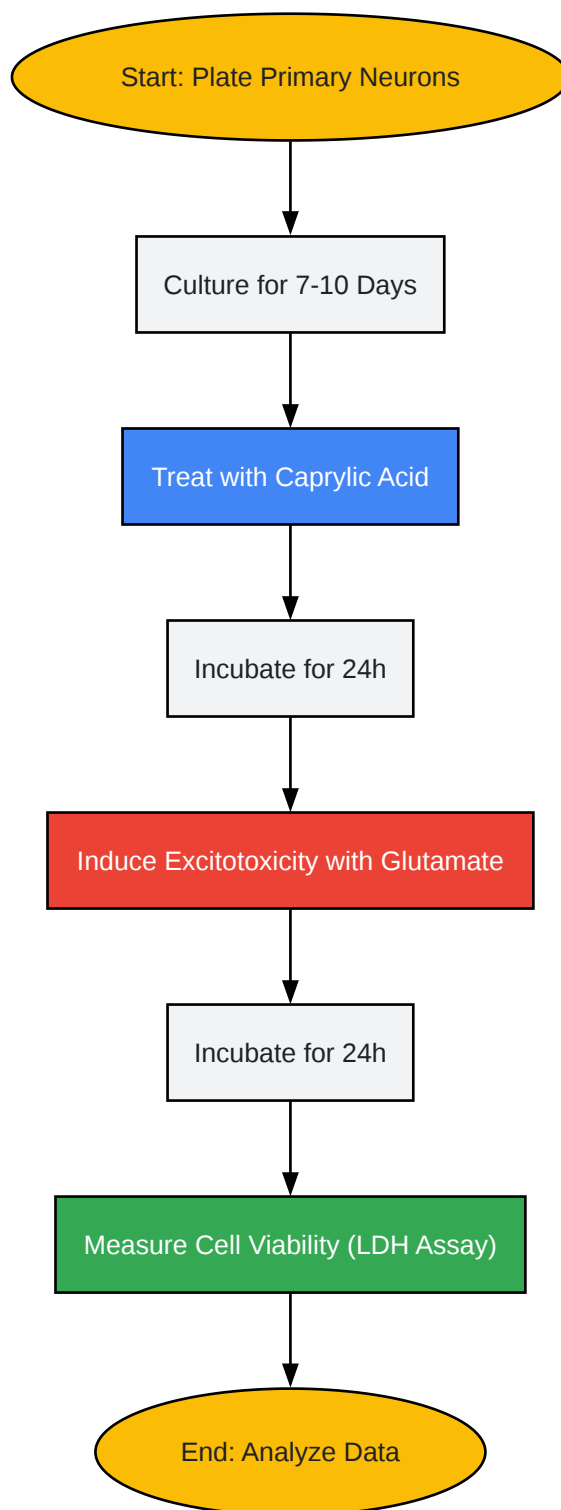 Start: Plate Primary Neurons
Culture for 7-10 Days
Treat with Caprylic Acid
Incubate for 24h
Induce Excitotoxicity with Glutamate
Incubate for 24h
Measure Cell Viability (LDH Assay)
End: Analyze Data